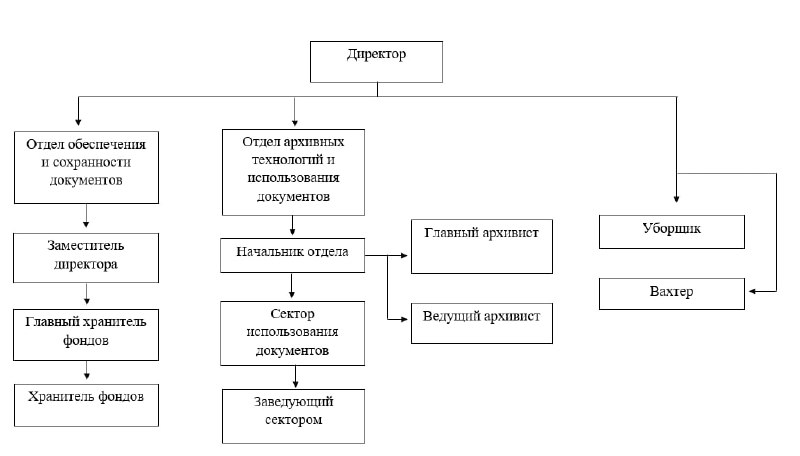 Директор
Отдел обеспечения
и сохранности
документов
Заместитель
директора
Главный хранитель
фондов
Хранитель фондов
Отдел архивных
технологий и
использования
документов
Начальник отдела
Главный архивист
Ведущий архивист
Сектор
использования
документов
Заведующий
сектором
Уборщик
Вахтер